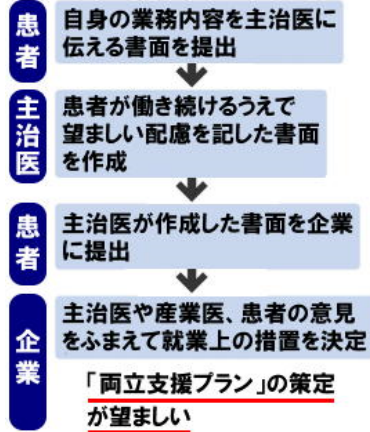 患者
自身の業務内容を主治医に
伝える書面を提出
主治医
患者が働き続けるうえで
望ましい配慮を記した書面
を作成
患者
主治医が作成した書面を企業
に提出
企業
主治医や産業医、患者の意見
をふまえて就業上の措置を決定
「両立支援プラン」の策定
が望ましい